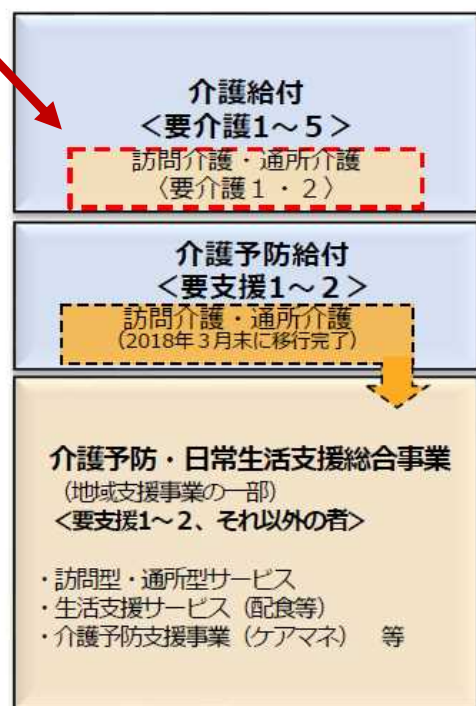 介護給付
＜要介護1～５＞
訪問介護・通所介護
〈要介護１・２〉
介護予防給付
＜要支援1～２＞
訪問介護・通所介護
（2018年３月末に移行完了）
介護予防・日常生活支援総合事業
（地域支援事業の一部）
＜要支援1～２、それ以外の者＞
・訪問型・通所型サービス
・生活支援サービス（配食等）
・介護予防支援事業（ケアマネ）　等